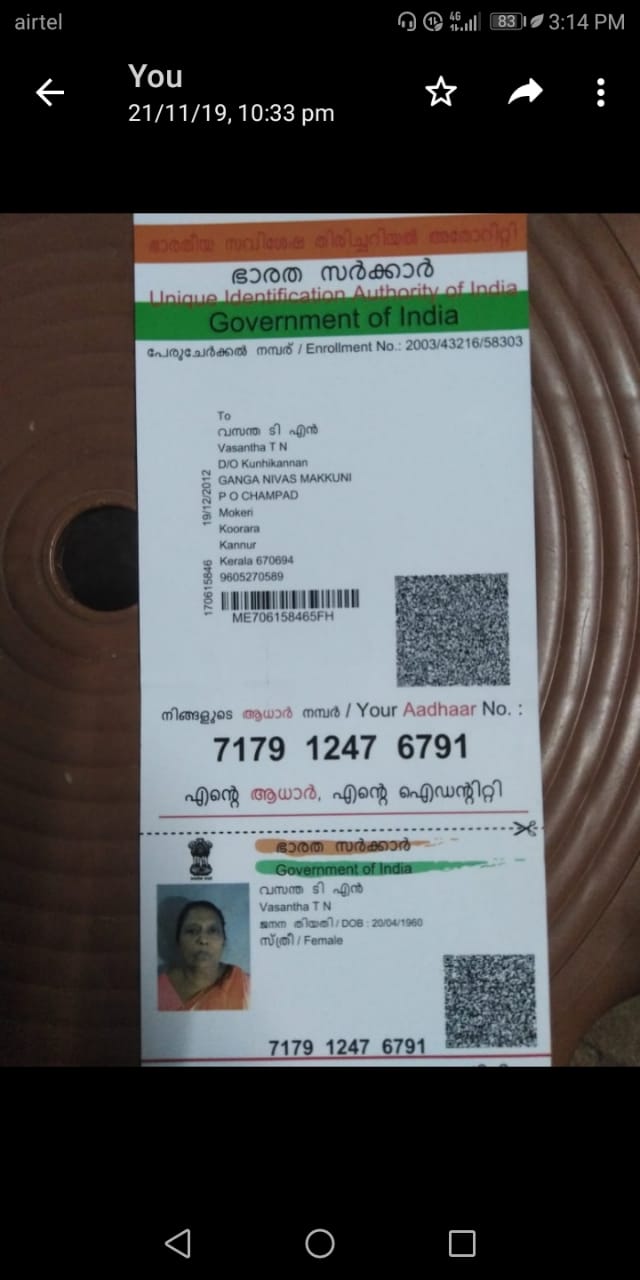 airtel 4G 83 3:14 PM
You
21/11/19, 10:33 pm
ഭാരതീയ സവിശേഷ തിരിച്ചറിയൽ അതോറിറ്റി
ഭാരത സർക്കാർ
Unique Identification Authority of India
Government of India
പേരുചേർക്കൽ നമ്പര് / Enrollment No.: 2003/43216/58303
To
വസന്ത ടി എൻ
Vasantha T N
D/O Kunhikannan
GANGA NIVAS MAKKUNI
P O CHAMPAD
Mokeri
Koorara
Kannur
Kerala 670694
9605270589
170615846 19/12/2012
ME706158465FH
നിങ്ങളുടെ ആധാർ നമ്പർ / Your Aadhaar No. :
7179 1247 6791
എന്റെ ആധാർ, എന്റെ ഐഡന്റിറ്റി
ഭാരത സർക്കാർ
Government of India
വസന്ത ടി എൻ
Vasantha T N
ജനന തിയതി / DOB : 20/04/1960
സ്ത്രീ / Female
7179 1247 6791